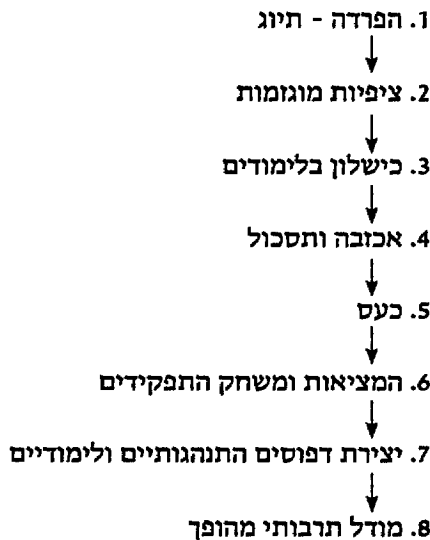 1. הפרדה - תיוג
2. ציפיות מוגזמות
3. כישלון בלימודים
4. אכזבה ותסכול
5. כעס
6. המציאות ומשחק התפקידים
7. יצירת דפוסים התנהגותיים ולימודיים
8. מודל תרבותי מהופך